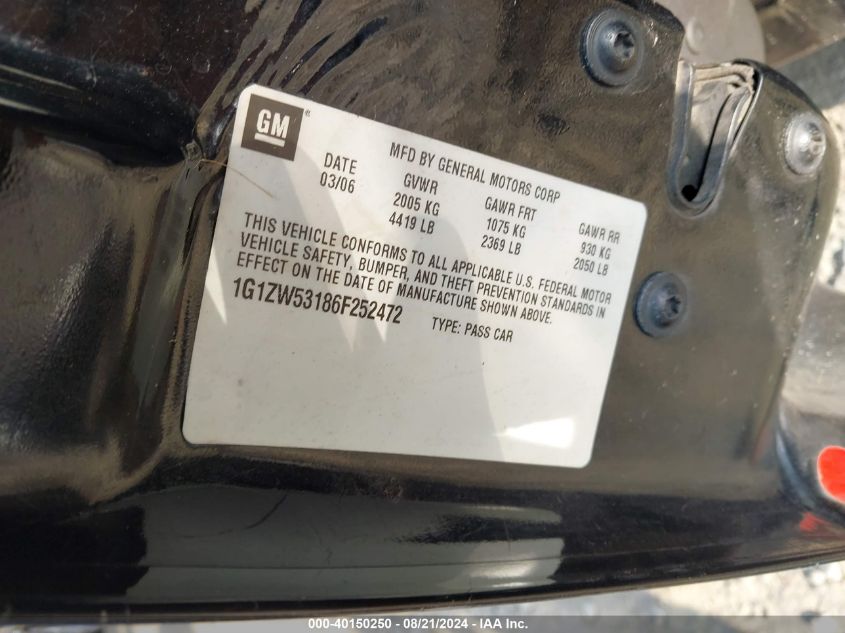 GM®
MFD BY GENERAL MOTORS CORP
DATE GVWR GAWR FRT GAWR RR
03/06 2005 KG 1075 KG 930 KG
4419 LB 2369 LB 2050 LB
THIS VEHICLE CONFORMS TO ALL APPLICABLE U.S. FEDERAL MOTOR
VEHICLE SAFETY, BUMPER, AND THEFT PREVENTION STANDARDS IN
EFFECT ON THE DATE OF MANUFACTURE SHOWN ABOVE.
1G1ZW53186F252472 TYPE: PASS CAR
000-40150250 - 08/21/2024 - IAA Inc.